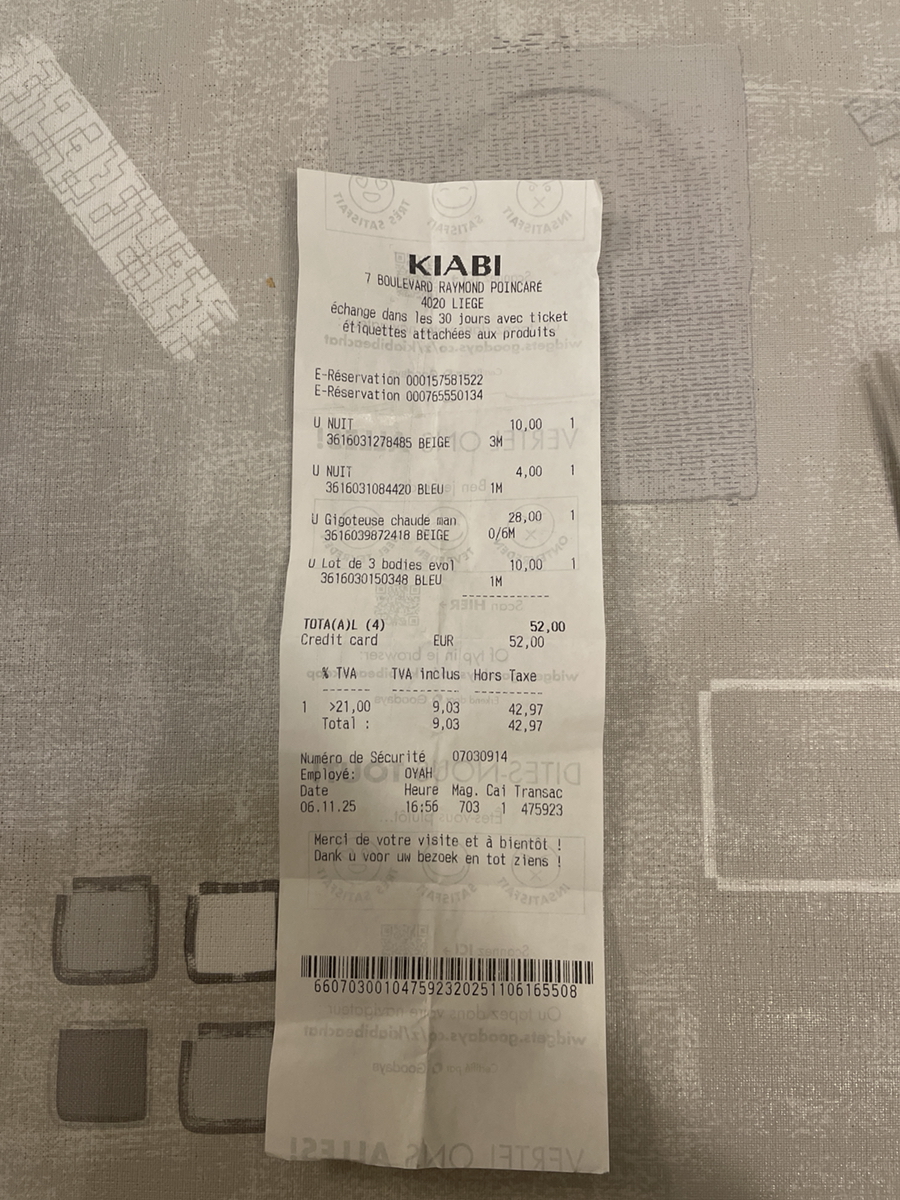 KIABI
7 BOULEVARD RAYMOND POINCARÉ
4020 LIEGE
échange dans les 30 jours avec ticket
étiquettes attachées aux produits
E-Réservation 000157581522
E-Réservation 000765550134
U NUIT 10,00 1
3616031278485 BEIGE 3M
U NUIT 4,00 1
3616031084420 BLEU 1M
U Gigoteuse chaude man 28,00 1
3616039872418 BEIGE 0/6M
U Lot de 3 bodies evol 10,00 1
3616030150348 BLEU 1M
TOTA(A)L (4) 52,00
Credit card EUR 52,00
% TVA TVA inclus Hors Taxe
1 >21,00 9,03 42,97
Total : 9,03 42,97
Numéro de Sécurité 07030914
Employé: OYAH
Date Heure Mag. Cai Transac
06.11.25 16:56 703 1 475923
Merci de votre visite et à bientôt !
Dank u voor uw bezoek en tot ziens !
660703001047592320251106165508